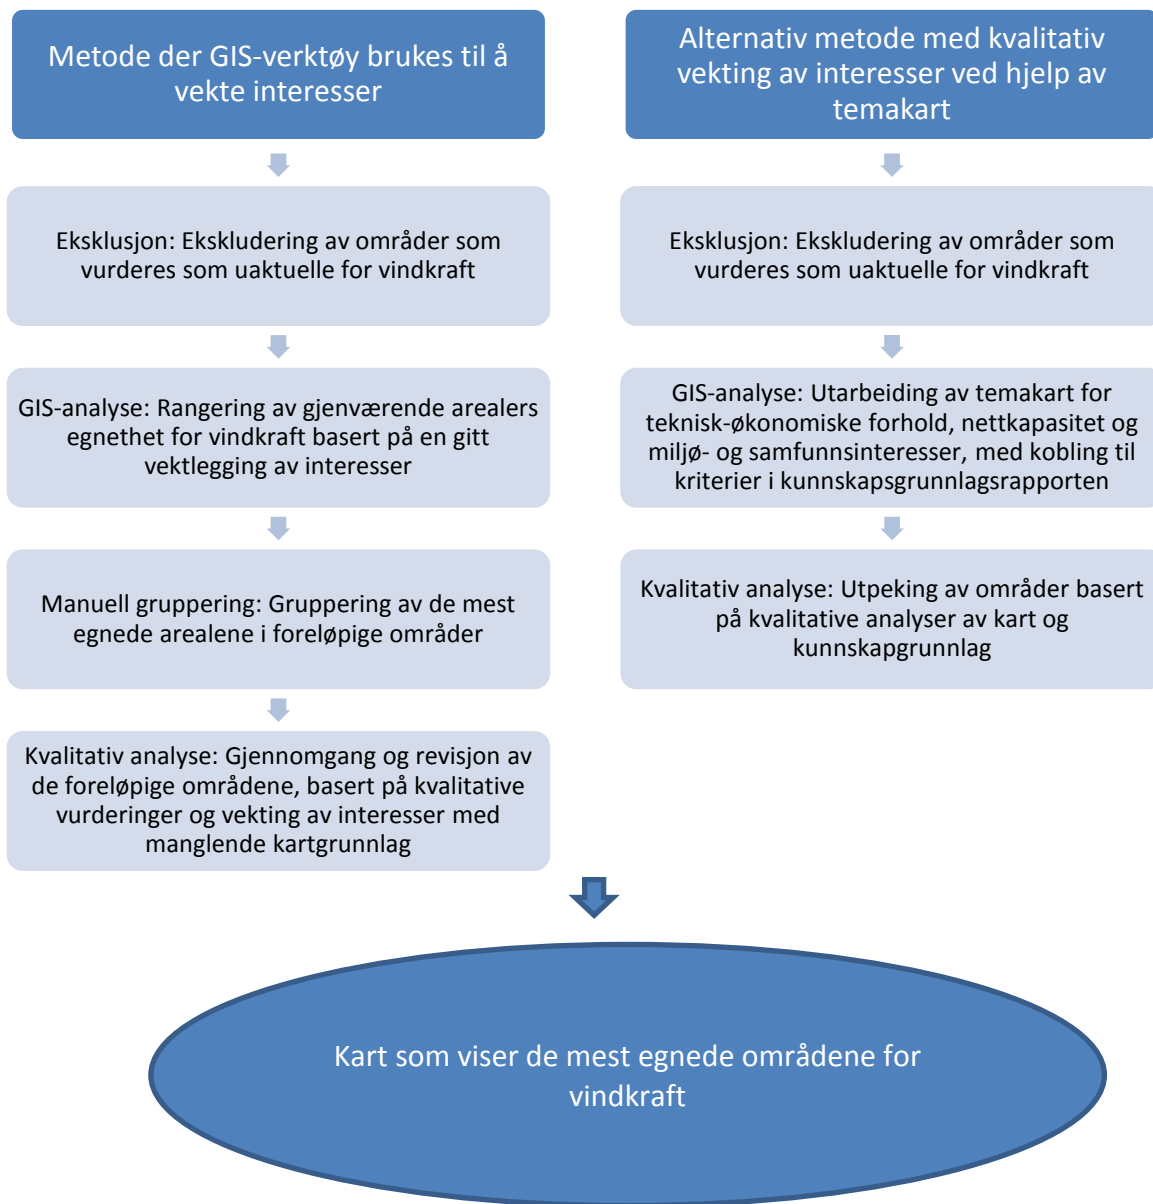 Metode der GIS-verktøy brukes til å
vekte interesser
Eksklusjon: Ekskludering av områder som
vurderes som uaktuelle for vindkraft
GIS-analyse: Rangering av gjenværende arealers
egnethet for vindkraft basert på en gitt
vektlegging av interesser
Manuell gruppering: Gruppering av de mest
egnede arealene i foreløpige områder
Kvalitativ analyse: Gjennomgang og revisjon av
de foreløpige områdene, basert på kvalitative
vurderinger og vekting av interesser med
manglende kartgrunnlag
Alternativ metode med kvalitativ
vekting av interesser ved hjelp av
temakart
Eksklusjon: Ekskludering av områder som
vurderes som uaktuelle for vindkraft
GIS-analyse: Utarbeiding av temakart for
teknisk-økonomiske forhold, nettkapasitet og
miljø- og samfunnsinteresser, med kobling til
kriterier i kunnskapsgrunnlagsrapporten
Kvalitativ analyse: Utpeking av områder basert
på kvalitative analyser av kart og
kunnskapgrunnlag
Kart som viser de mest egnede områdene for
vindkraft